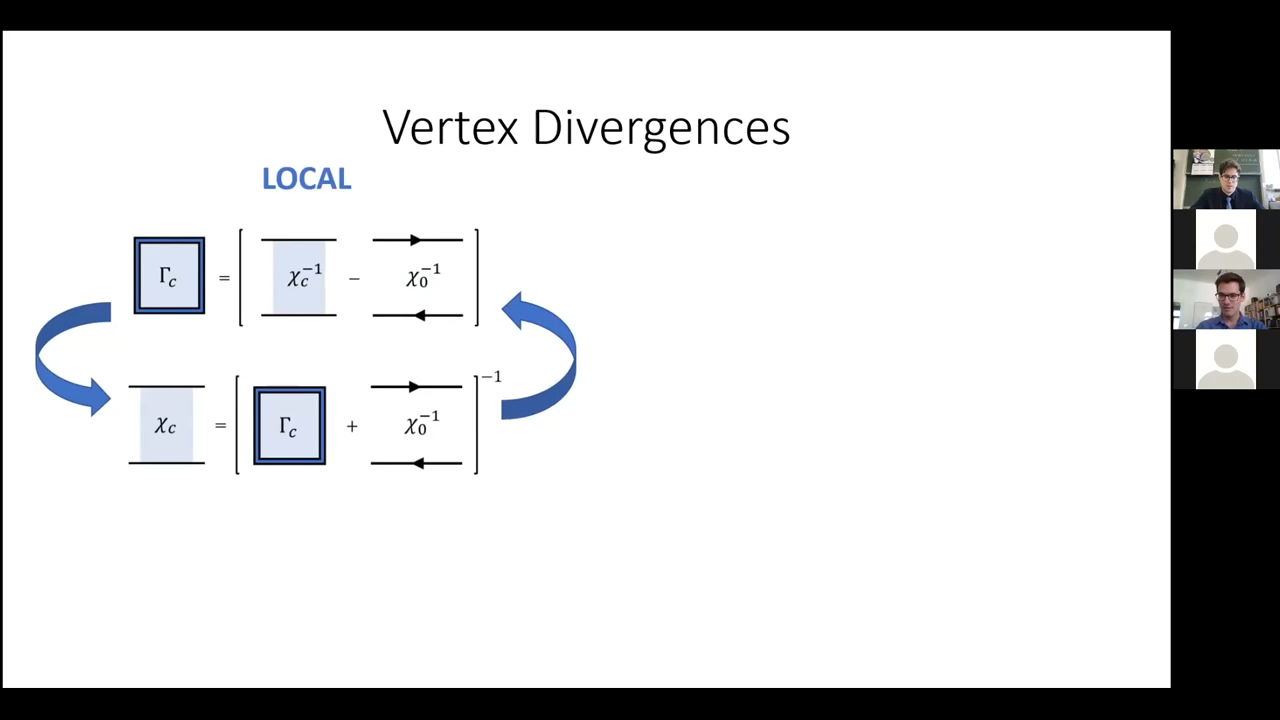 Vertex Divergences
LOCAL
Γc = [ χc⁻¹ − χ0⁻¹ ]
χc = [ Γc + χ0⁻¹ ]⁻¹